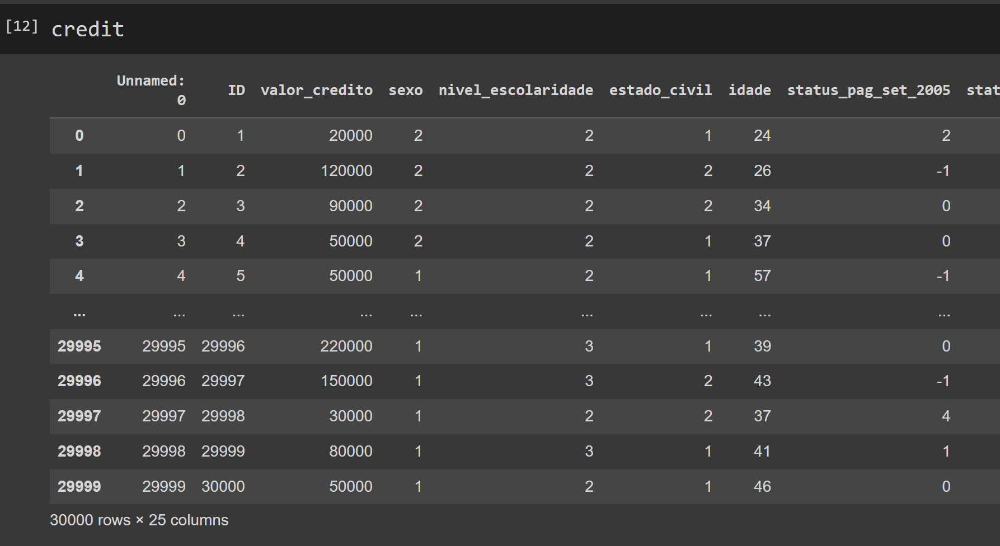 [12] credit
Unnamed: 0 ID valor_credito sexo nivel_escolaridade estado_civil idade status_pag_set_2005 stat
0 0 1 20000 2 2 1 24 2
1 1 2 120000 2 2 2 26 -1
2 2 3 90000 2 2 2 34 0
3 3 4 50000 2 2 1 37 0
4 4 5 50000 1 2 1 57 -1
... ... ... ... ... ... ... ... ...
29995 29995 29996 220000 1 3 1 39 0
29996 29996 29997 150000 1 3 2 43 -1
29997 29997 29998 30000 1 2 2 37 4
29998 29998 29999 80000 1 3 1 41 1
29999 29999 30000 50000 1 2 1 46 0
30000 rows × 25 columns